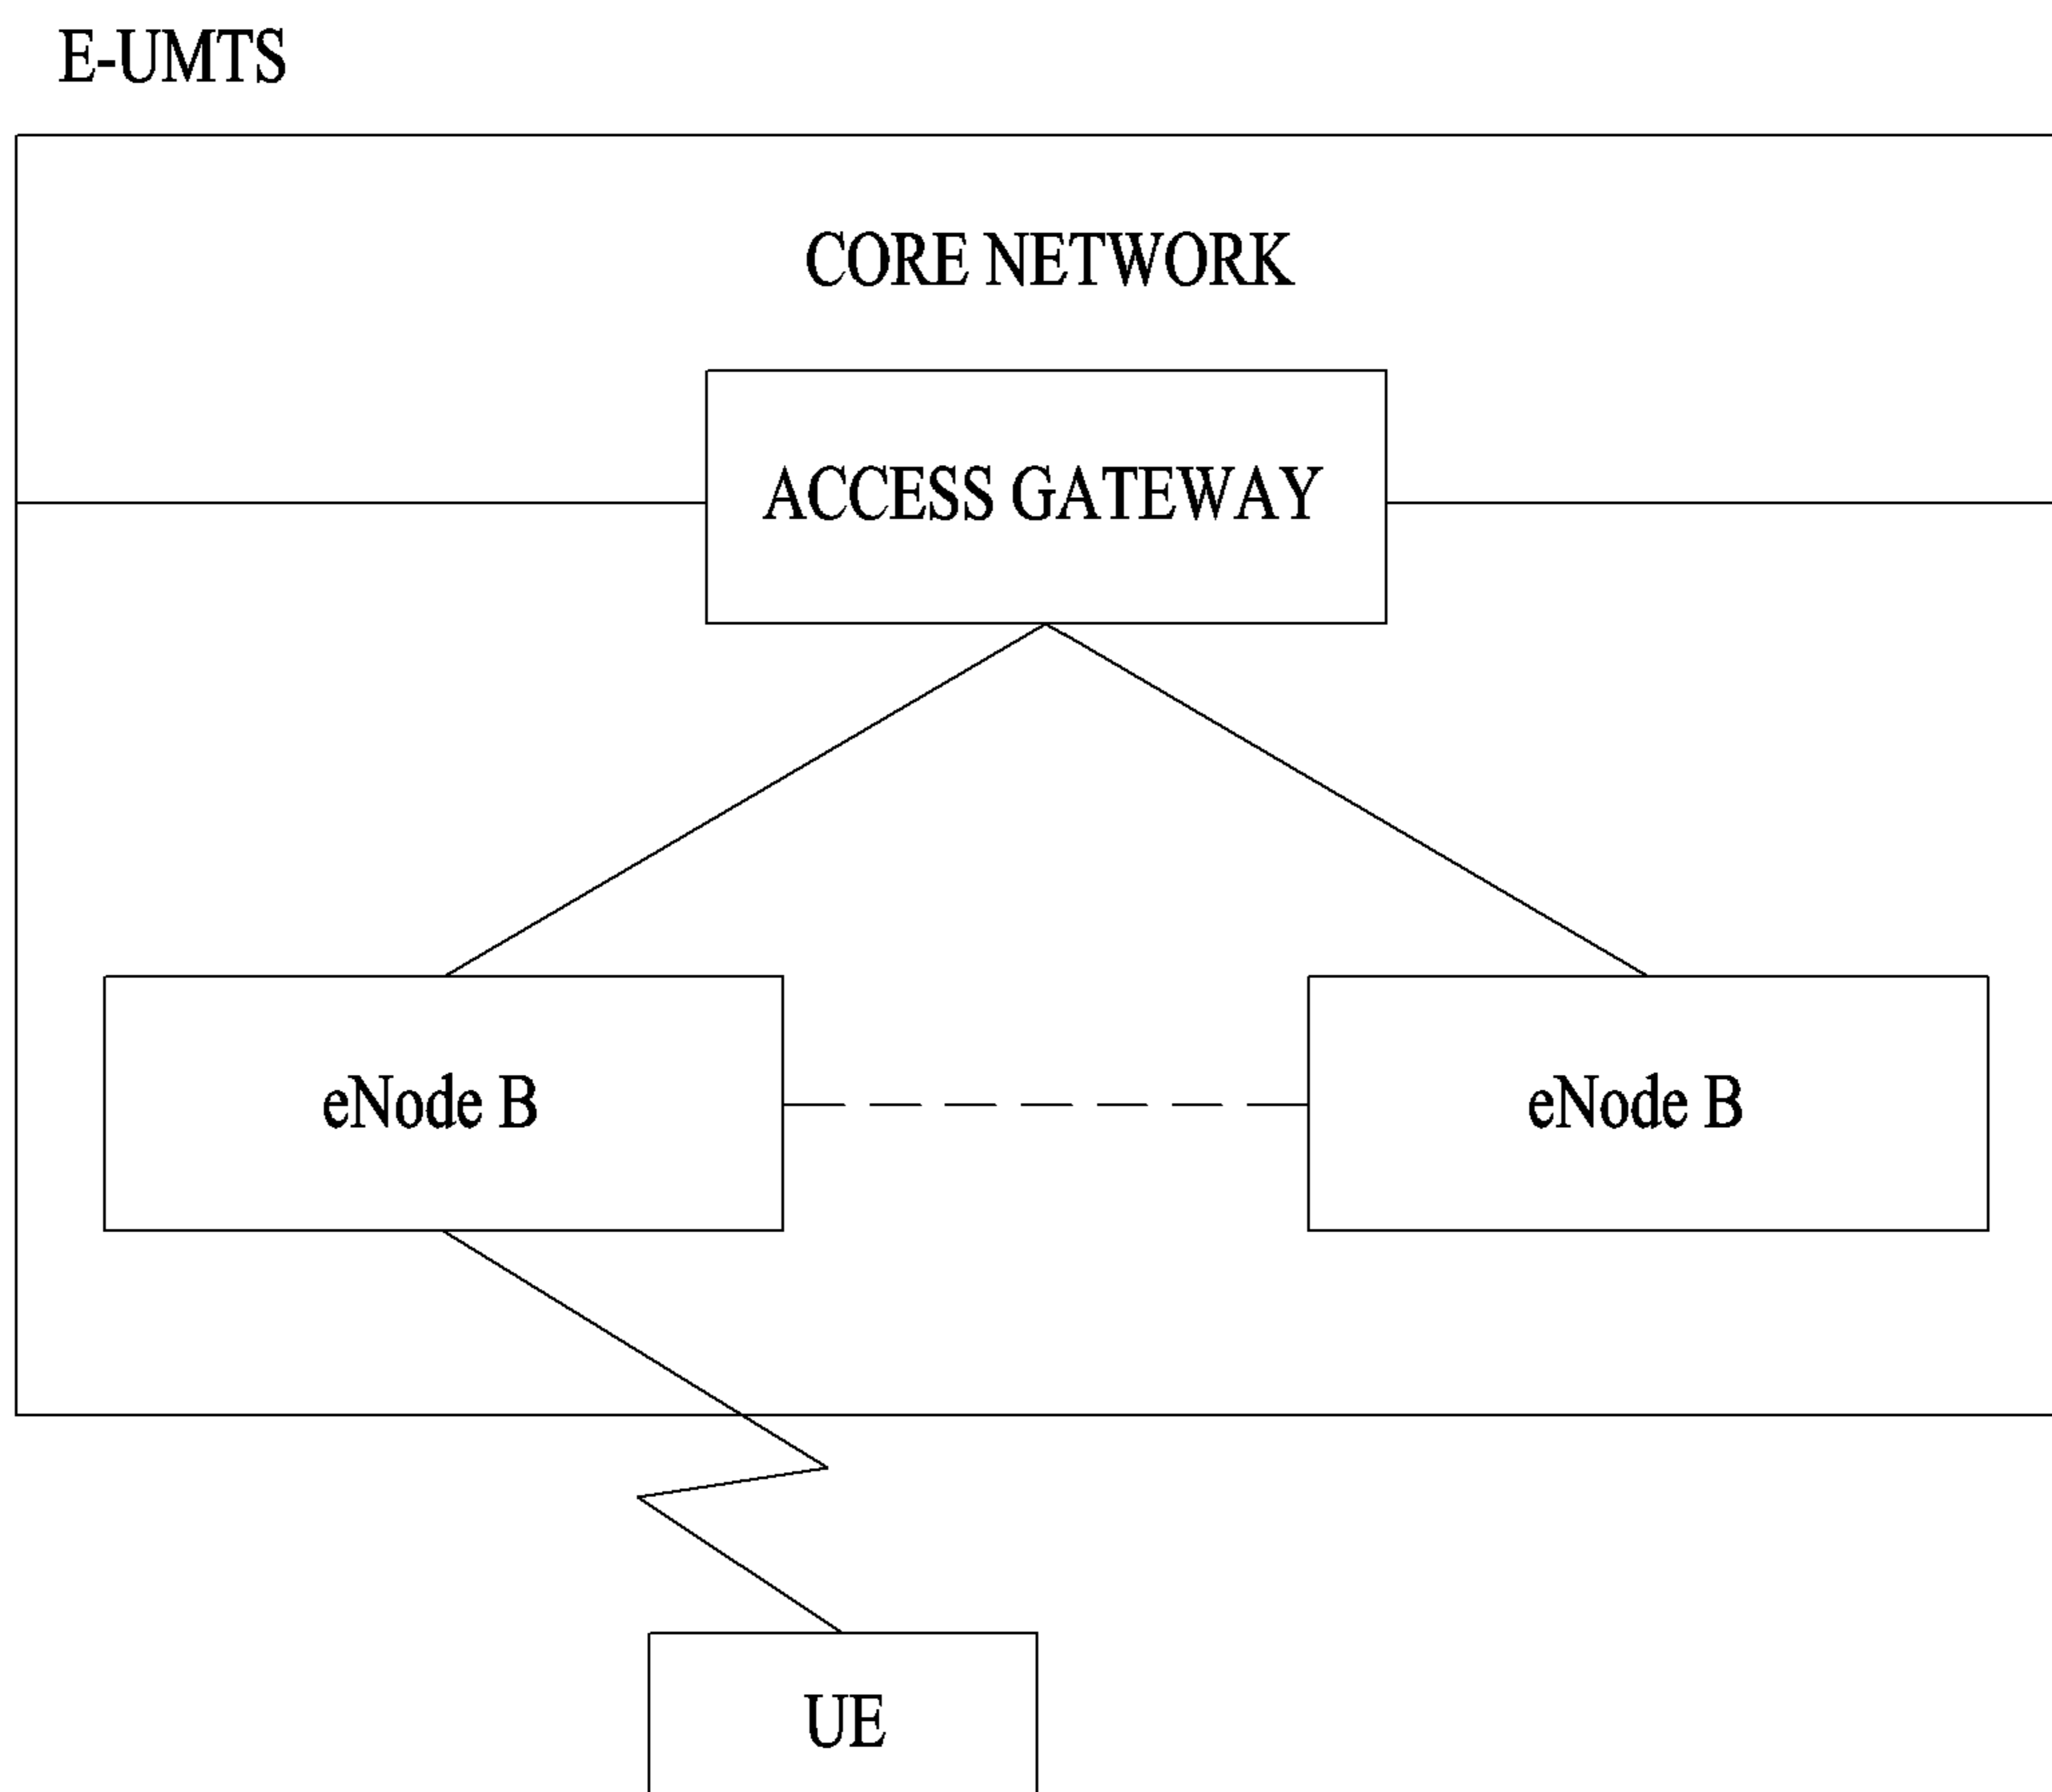 E-UMTS
CORE NETWORK
ACCESS GATEWAY
eNode B
eNode B
UE